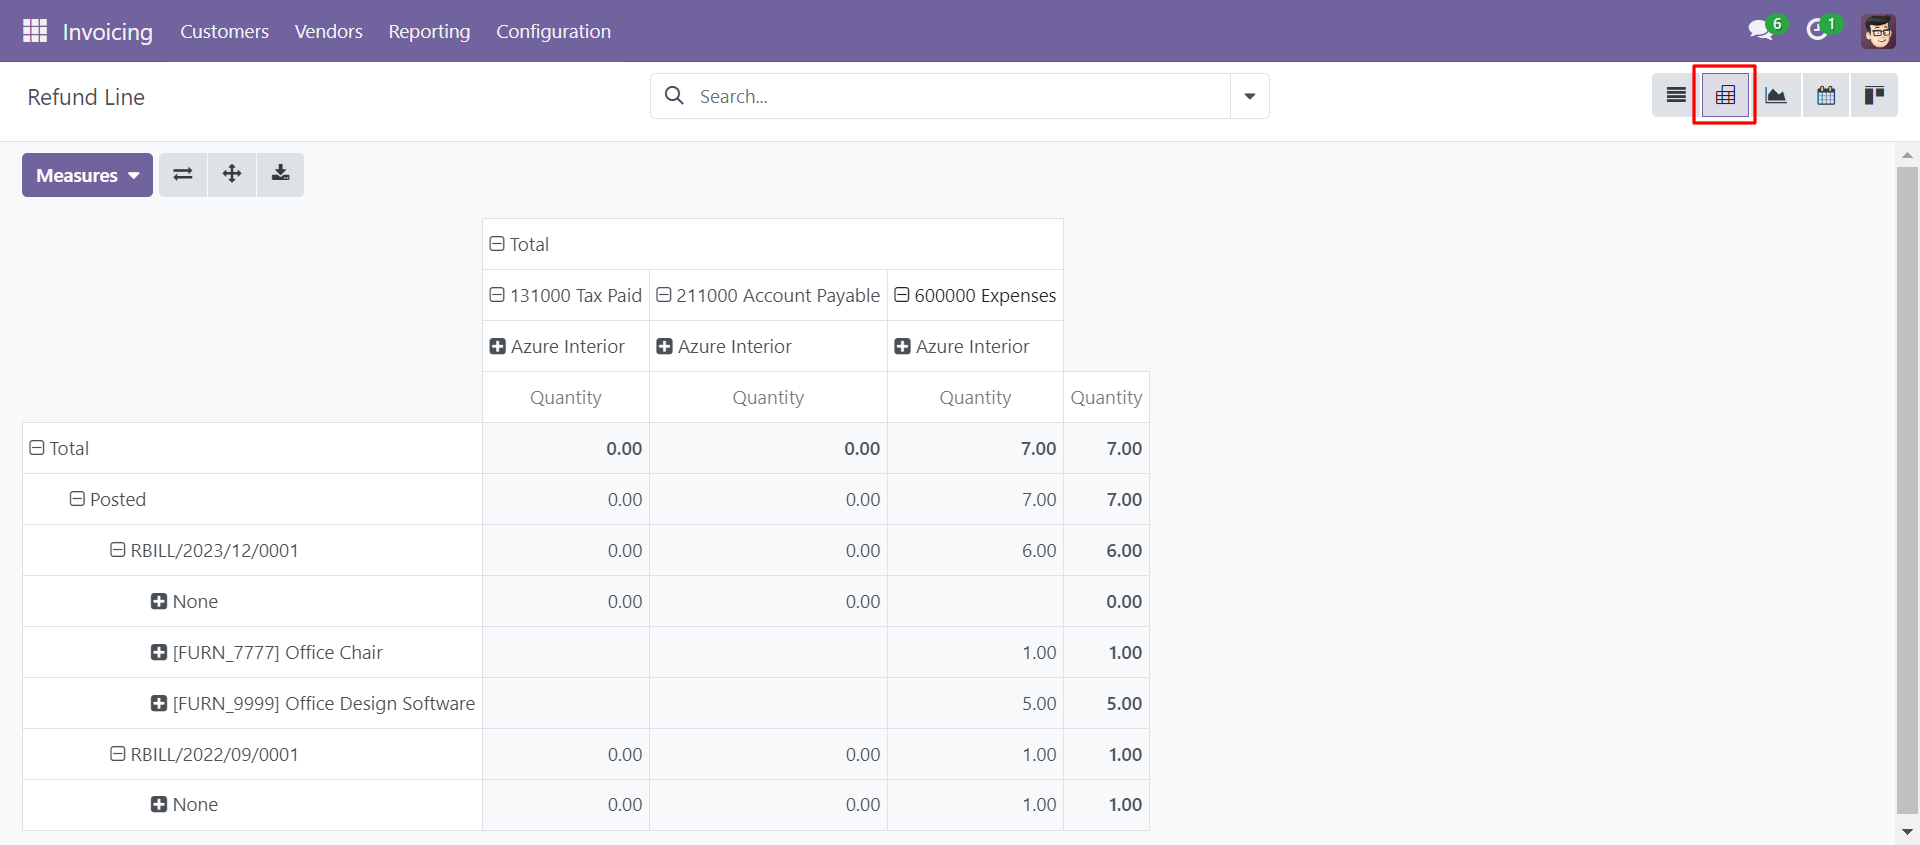 Invoicing Customers Vendors Reporting Configuration 6 1
Refund Line Search...
Measures
Total
131000 Tax Paid 211000 Account Payable 600000 Expenses
Azure Interior Azure Interior Azure Interior
Quantity Quantity Quantity Quantity
Total 0.00 0.00 7.00 7.00
Posted 0.00 0.00 7.00 7.00
RBILL/2023/12/0001 0.00 0.00 6.00 6.00
None 0.00 0.00 0.00
[FURN_7777] Office Chair 1.00 1.00
[FURN_9999] Office Design Software 5.00 5.00
RBILL/2022/09/0001 0.00 0.00 1.00 1.00
None 0.00 0.00 1.00 1.00